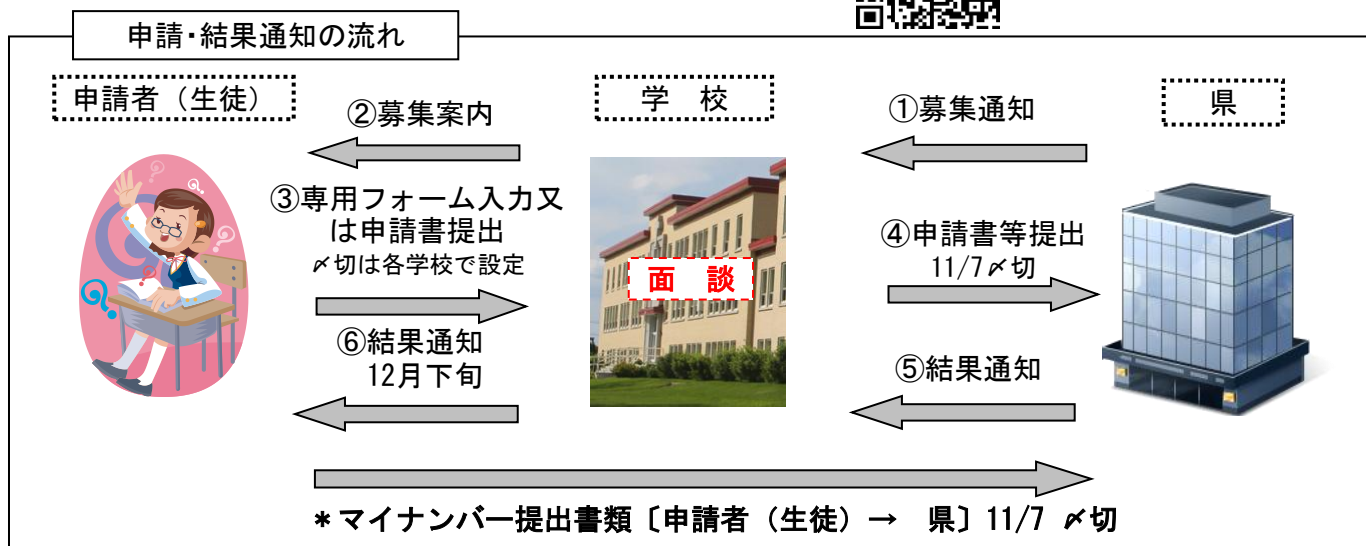 申請・結果通知の流れ
申請者（生徒）
学　校
県
②募集案内
①募集通知
③専用フォーム入力又
は申請書提出
〆切は各学校で設定
④申請書等提出
11/7〆切
面　談
⑥結果通知
12月下旬
⑤結果通知
＊マイナンバー提出書類〔申請者（生徒）→　県〕11/7 〆切